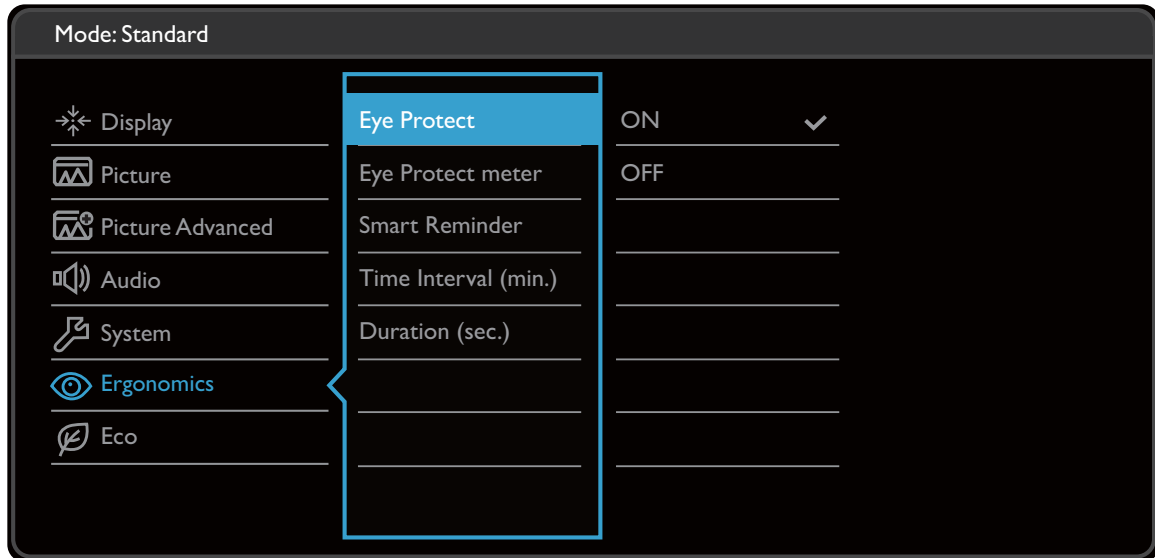 Mode: Standard
Display
Eye Protect
ON
Picture
Eye Protect meter
OFF
Picture Advanced
Smart Reminder
Audio
Time Interval (min.)
System
Duration (sec.)
Ergonomics
Eco